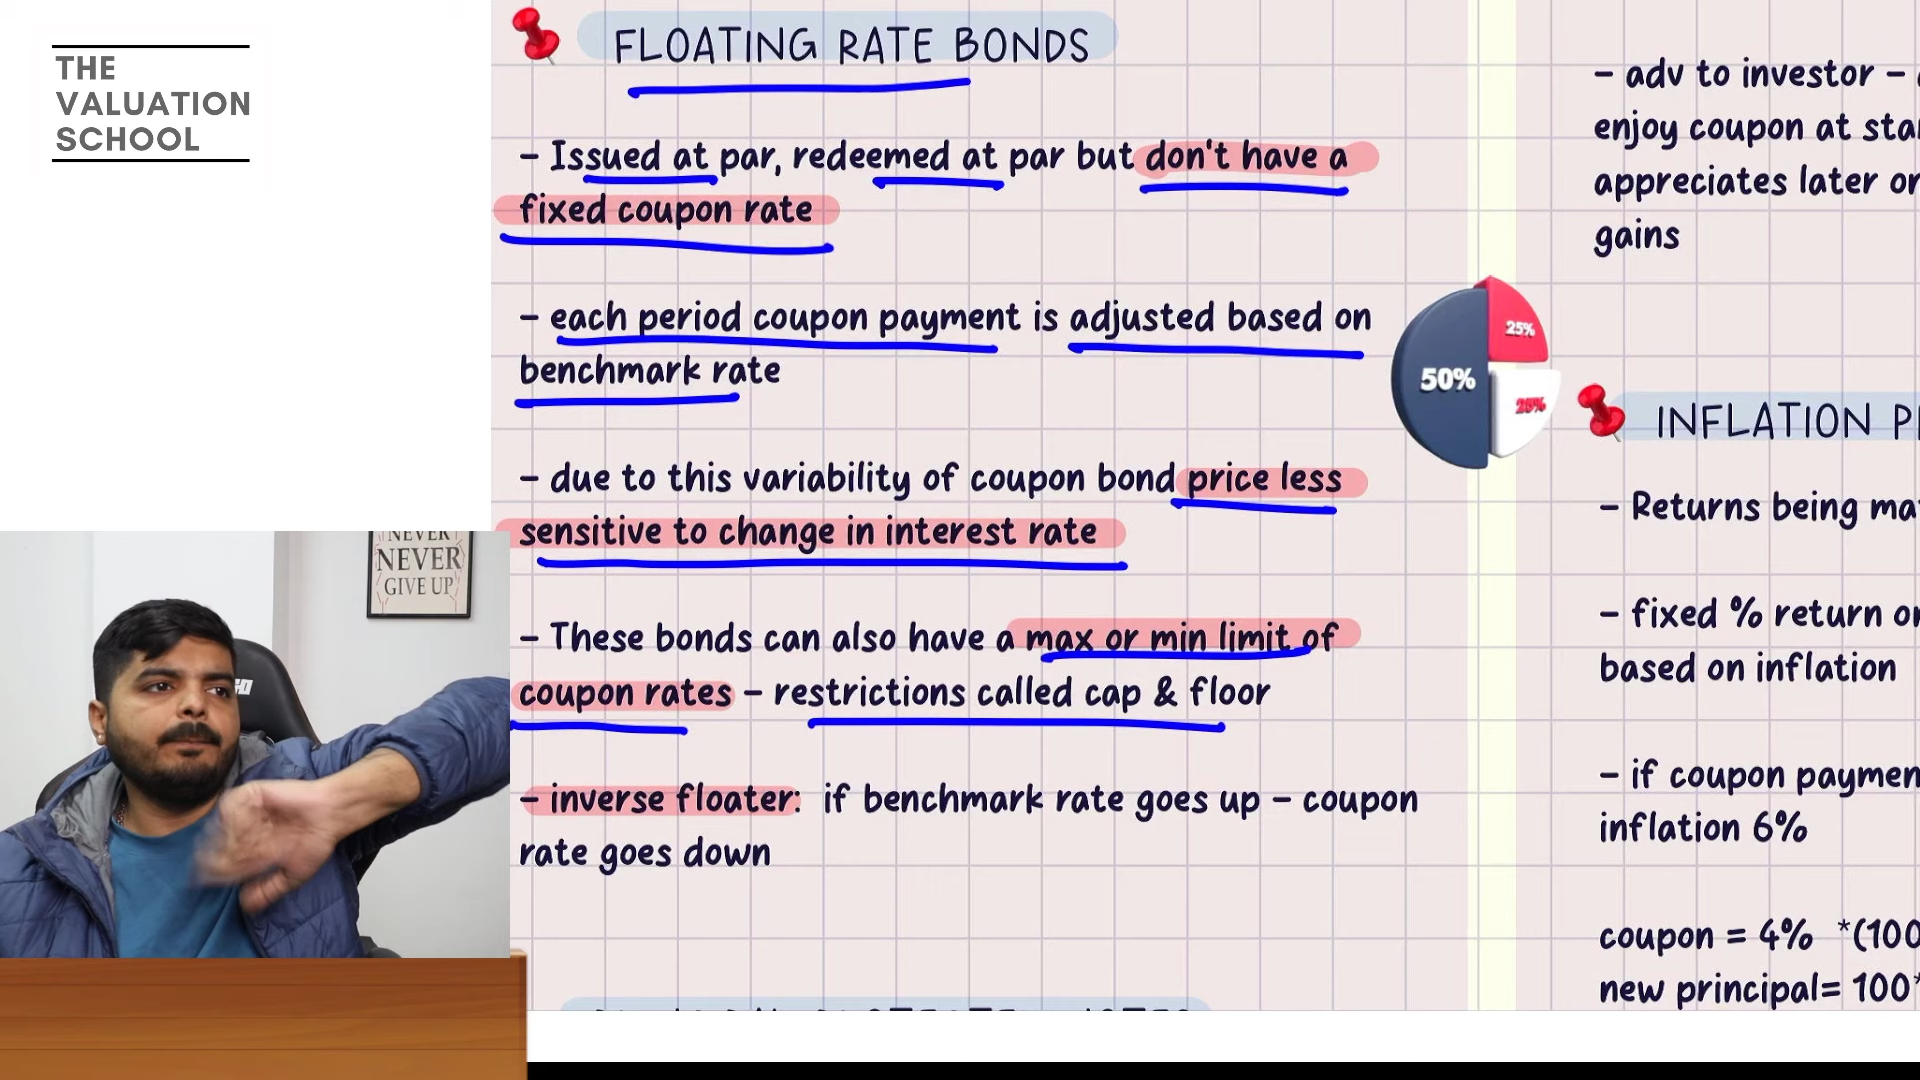 THE
VALUATION
SCHOOL
FLOATING RATE BONDS
- Issued at par, redeemed at par but don't have a
fixed coupon rate
- each period coupon payment is adjusted based on
benchmark rate
- due to this variability of coupon bond price less
sensitive to change in interest rate
- These bonds can also have a max or min limit of
coupon rates - restrictions called cap & floor
- inverse floater: if benchmark rate goes up - coupon
rate goes down
50%
25%
- adv to investor -
enjoy coupon at
appreciates later
gains
INFLATION
- Returns being
- fixed % return
based on inflation
- if coupon
inflation 6%
coupon = 4% *(100
new principal= 100*
NEVER
NEVER
GIVE UP